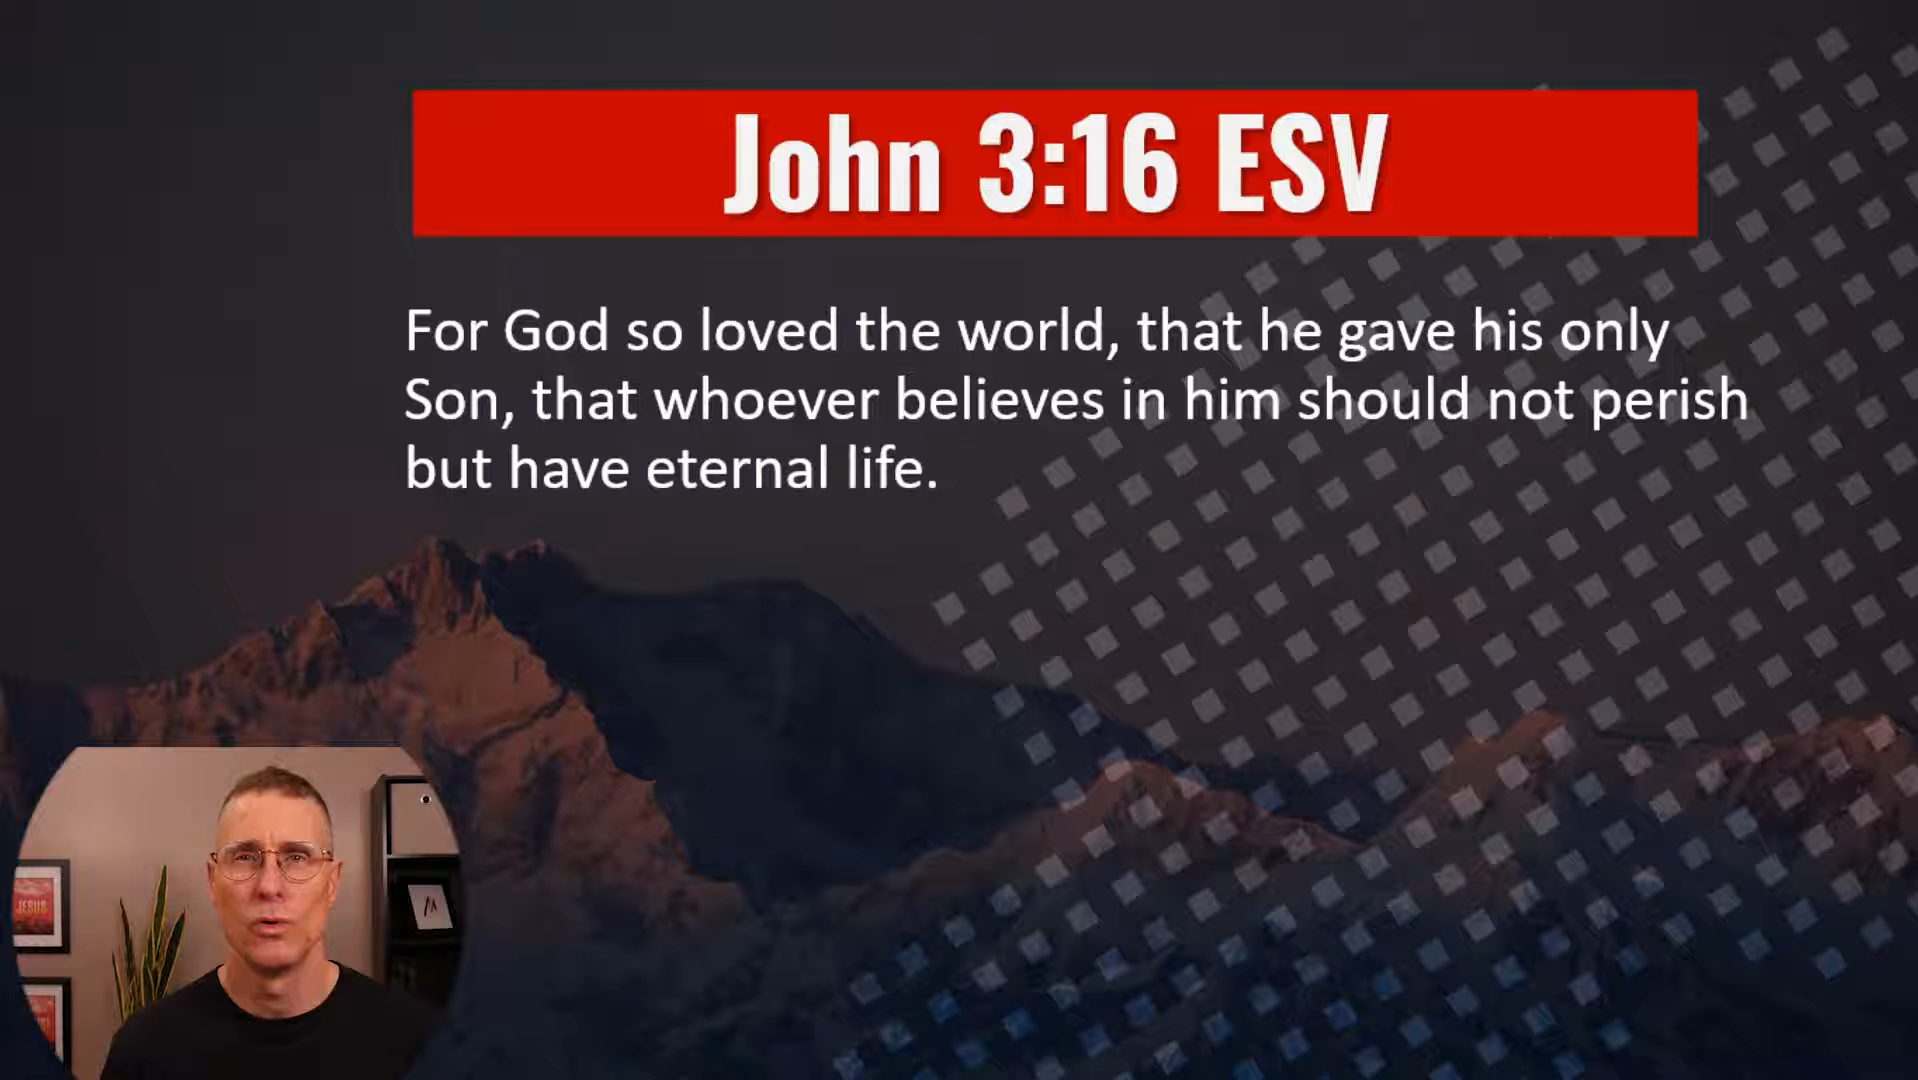 John 3:16 ESV
For God so loved the world, that he gave his only
Son, that whoever believes in him should not perish
but have eternal life.
JESUS